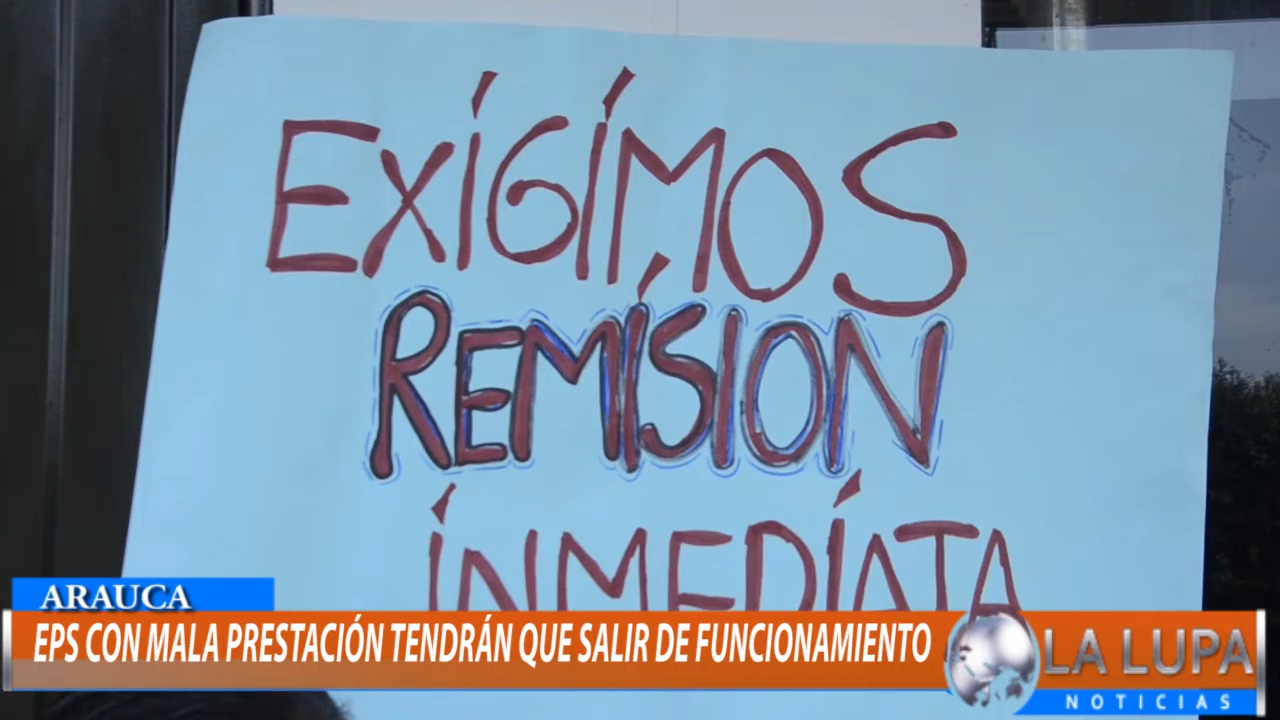 EXÍGÍMOS
REMÍSION
ÍNMEDÍATA
ARAUCA
EPS CON MALA PRESTACIÓN TENDRÁN QUE SALIR DE FUNCIONAMIENTO
LA LUPA
NOTICIAS